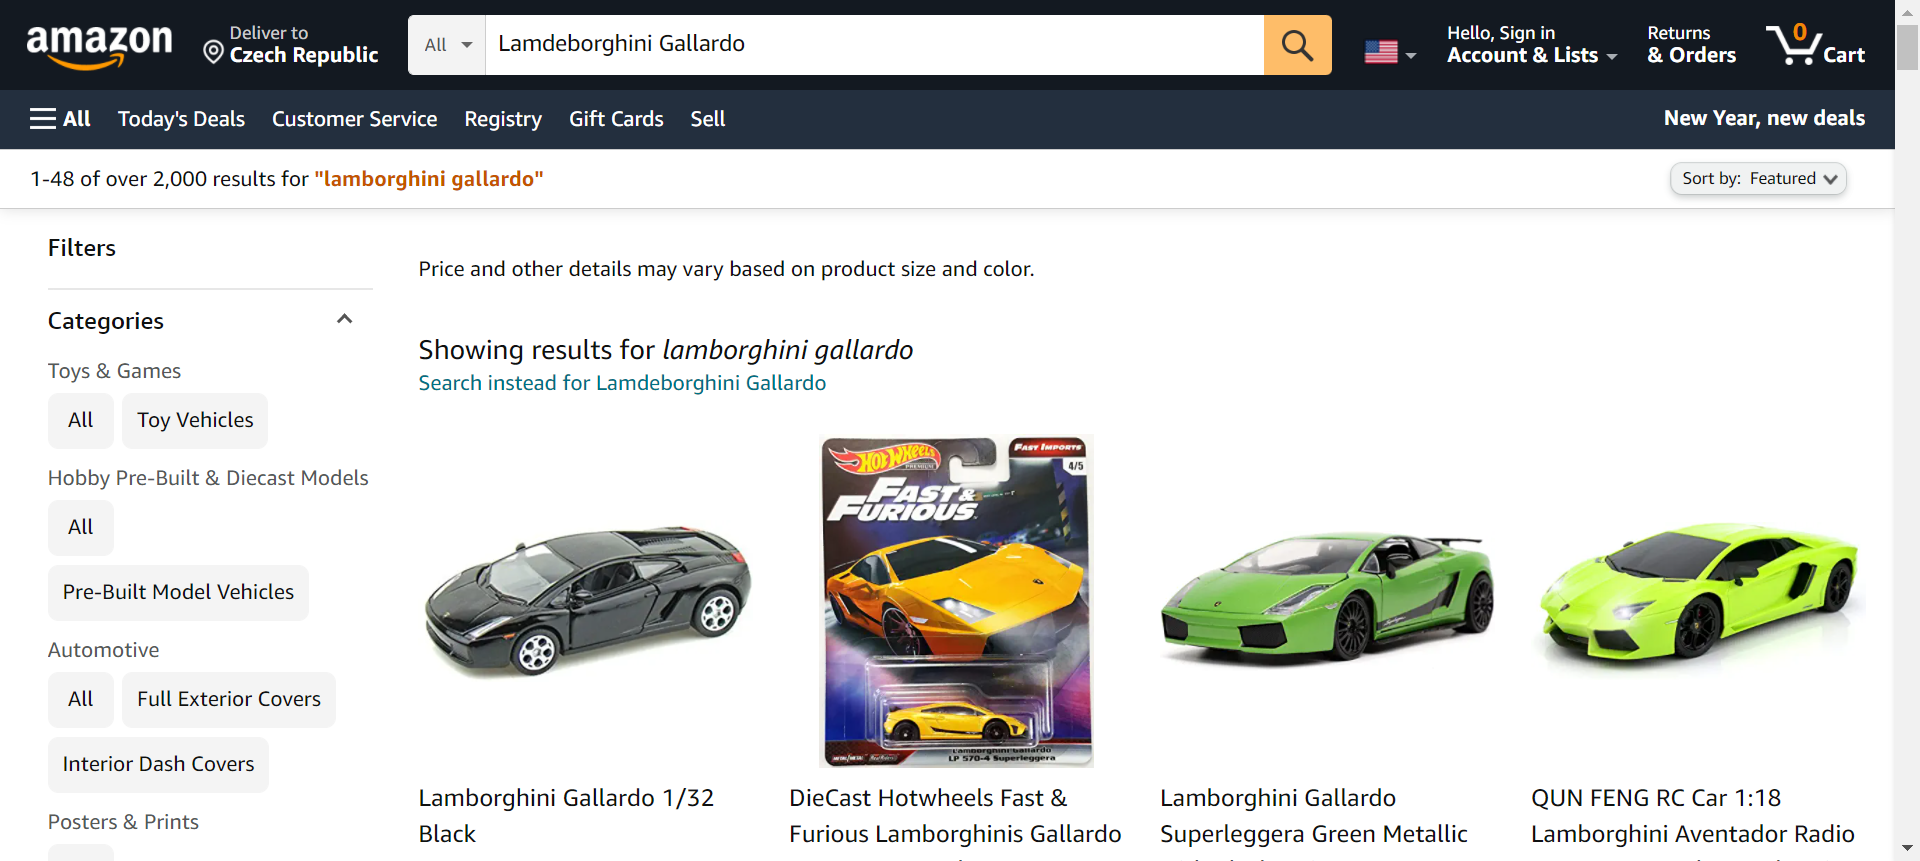 amazon
Deliver to
Czech Republic
All
Lamdeborghini Gallardo
Hello, Sign in
Account & Lists
Returns
& Orders
0
Cart
All
Today's Deals
Customer Service
Registry
Gift Cards
Sell
New Year, new deals
1-48 of over 2,000 results for "lamborghini gallardo"
Sort by: Featured
Filters
Categories
Toys & Games
All
Toy Vehicles
Hobby Pre-Built & Diecast Models
All
Pre-Built Model Vehicles
Automotive
All
Full Exterior Covers
Interior Dash Covers
Posters & Prints
Price and other details may vary based on product size and color.
Showing results for lamborghini gallardo
Search instead for Lamdeborghini Gallardo
Hot Wheels
PREMIUM
FAST IMPORTS
4/5
FAST &
FURIOUS
Lamborghini Gallardo
LP 570-4 Superleggera
Lamborghini Gallardo 1/32
Black
DieCast Hotwheels Fast &
Furious Lamborghinis Gallardo
Lamborghini Gallardo
Superleggera Green Metallic
QUN FENG RC Car 1:18
Lamborghini Aventador Radio